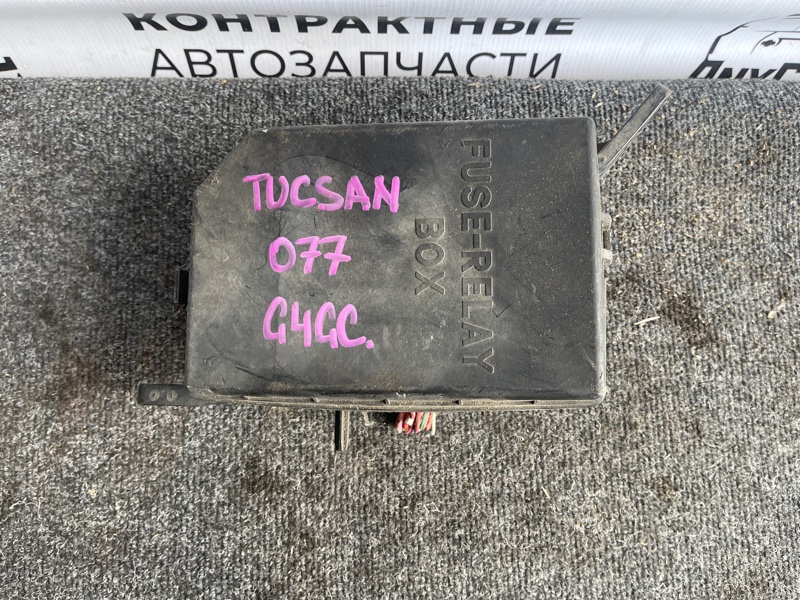 КОНТРАКТНЫЕ
АВТОЗАПЧАСТИ
TUCSAN
077
G4GC.
FUSE-RELAY
BOX